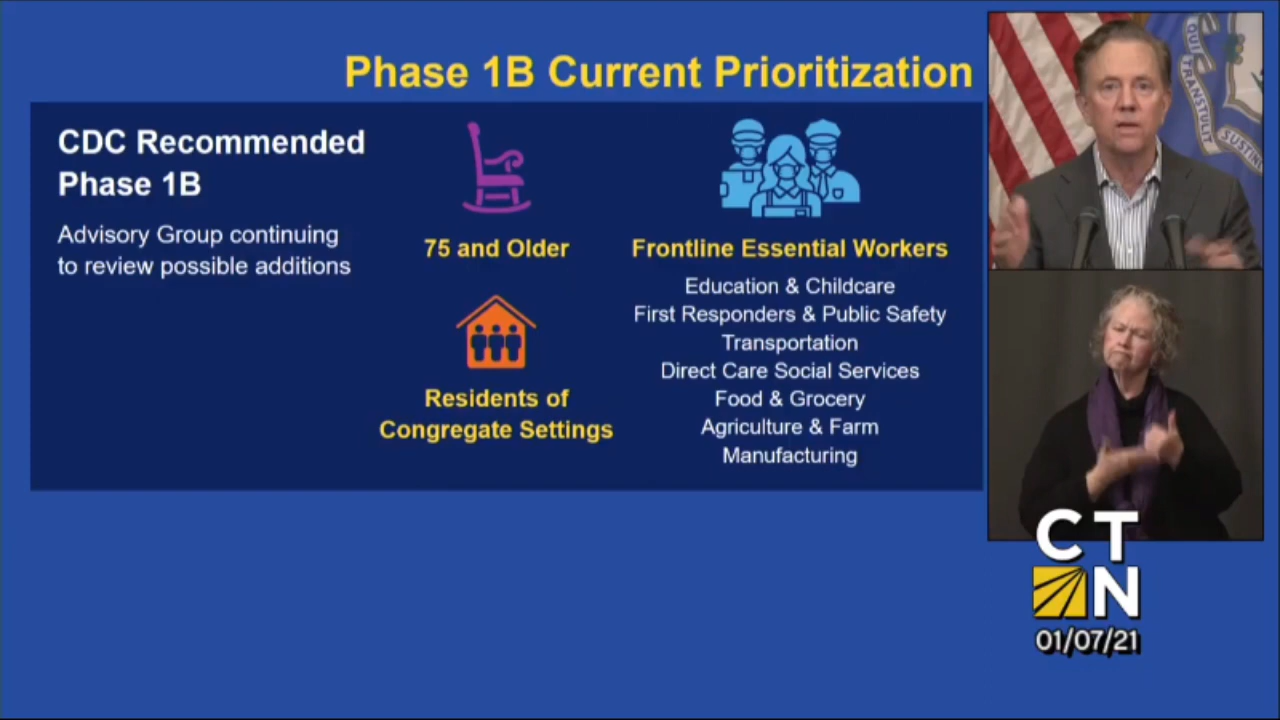 Phase 1B Current Prioritization
CDC Recommended
Phase 1B
Advisory Group continuing
to review possible additions
75 and Older
Residents of
Congregate Settings
Frontline Essential Workers
Education & Childcare
First Responders & Public Safety
Transportation
Direct Care Social Services
Food & Grocery
Agriculture & Farm
Manufacturing
QUI
TRANSTULIT
CT
N
01/07/21